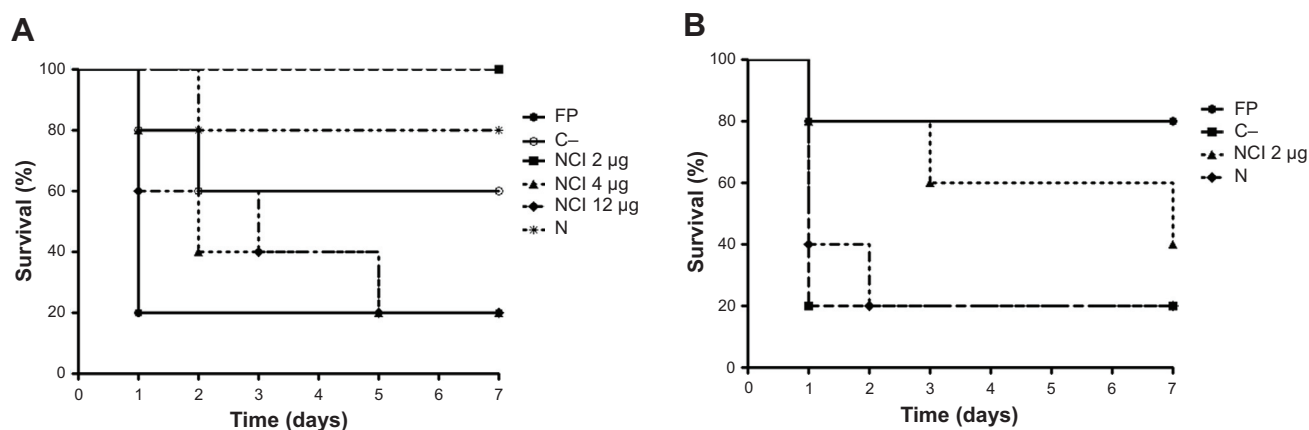 A
Survival (%)
100
80
60
40
20
0
0 1 2 3 4 5 6 7
Time (days)
FP
C–
NCI 2 µg
NCI 4 µg
NCI 12 µg
N
B
Survival (%)
100
80
60
40
20
0
0 1 2 3 4 5 6 7
Time (days)
FP
C–
NCI 2 µg
N